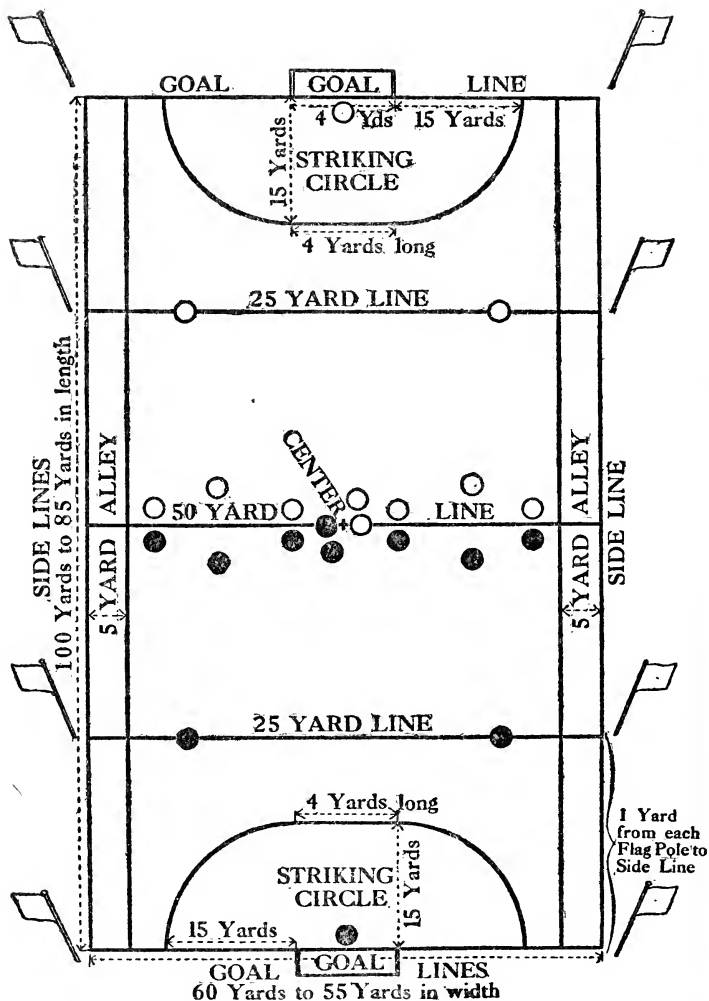 GOAL GOAL LINE
4 Yds 15 Yards
15 Yards
STRIKING
CIRCLE
4 Yards long
25 YARD LINE
SIDE LINES
100 Yards to 85 Yards in length
5 YARD ALLEY
CENTER
50 YARD LINE
5 YARD ALLEY
SIDE LINE
25 YARD LINE
4 Yards long
1 Yard
from each
Flag Pole to
Side Line
STRIKING
CIRCLE
15 Yards
15 Yards
GOAL GOAL LINES
60 Yards to 55 Yards in width